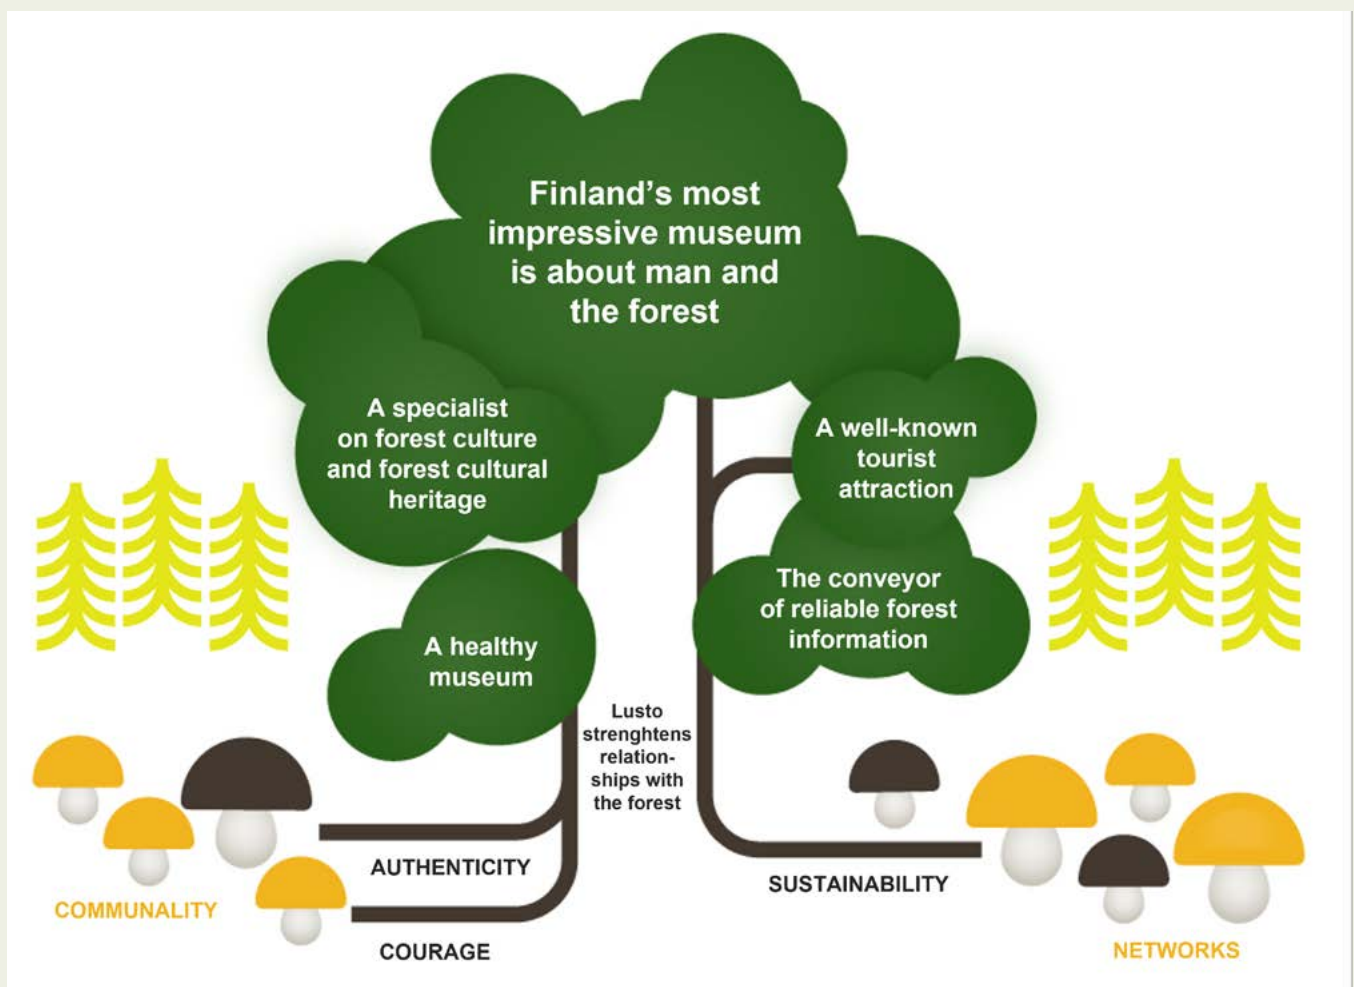 Finland’s most
impressive museum
is about man and
the forest
A specialist
on forest culture
and forest cultural
heritage
A well-known
tourist
attraction
The conveyor
of reliable forest
information
A healthy
museum
Lusto
strenghtens
relation-
ships with
the forest
AUTHENTICITY
SUSTAINABILITY
COMMUNALITY
COURAGE
NETWORKS